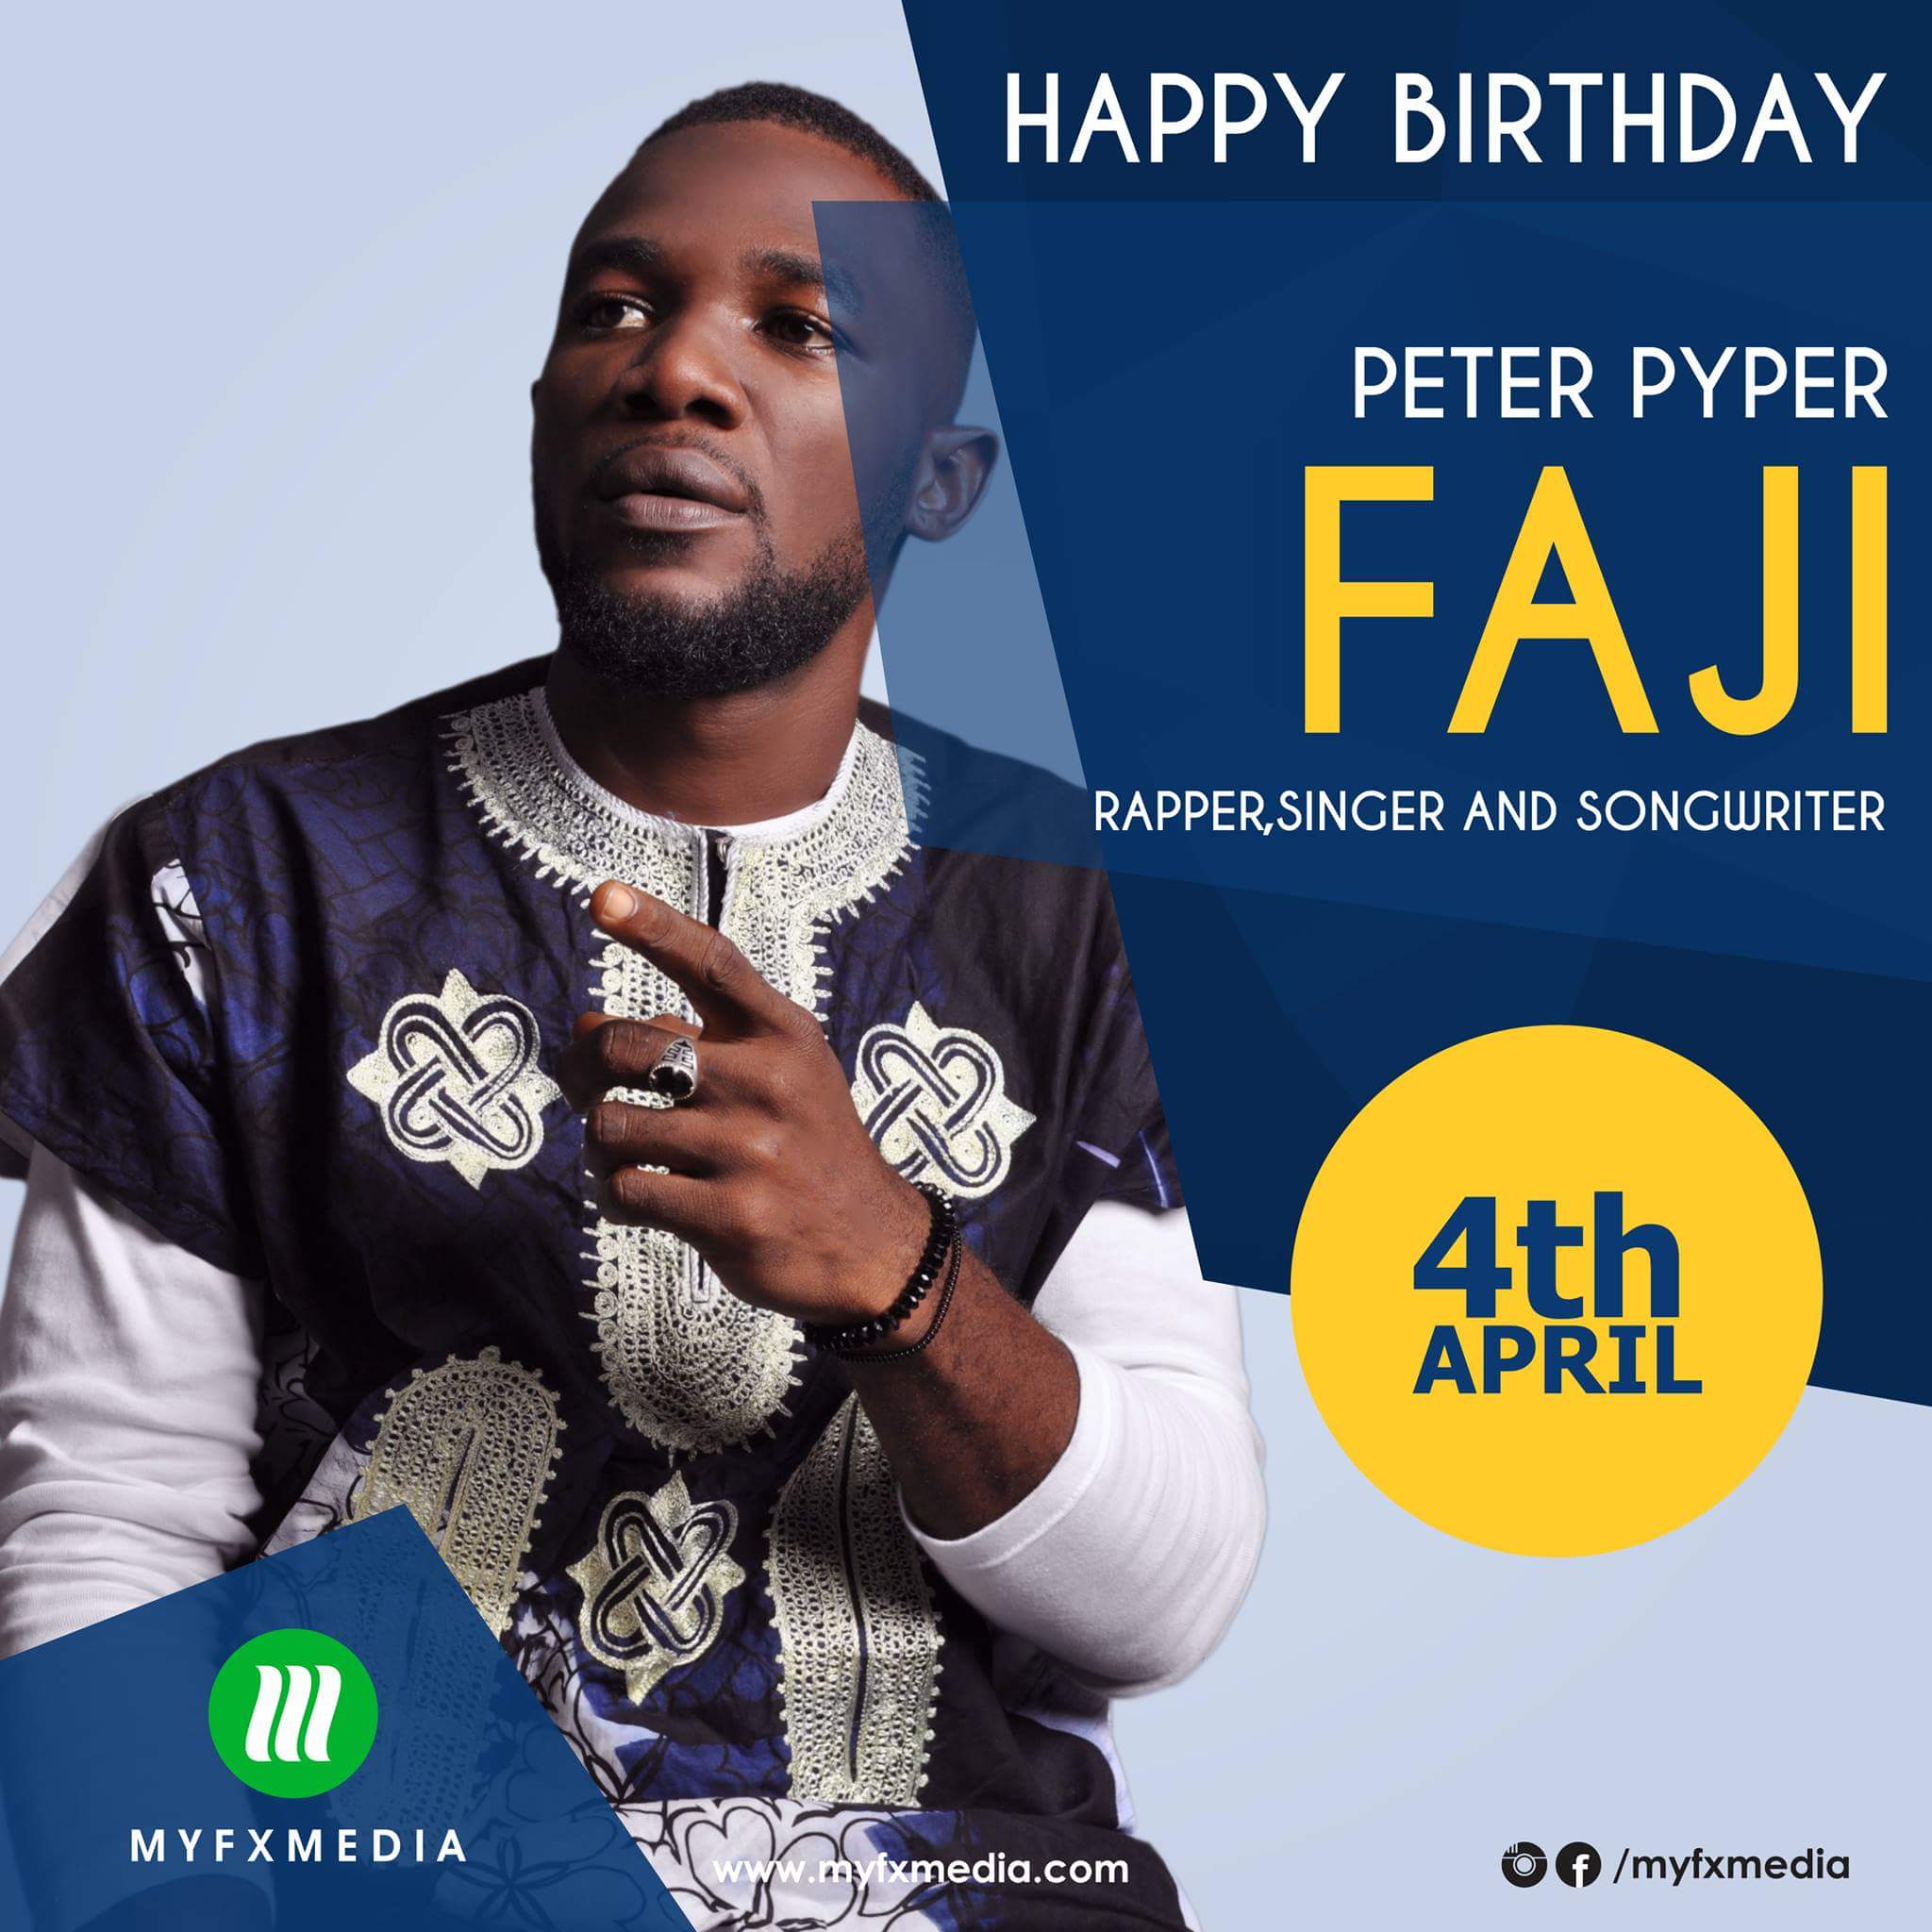 HAPPY BIRTHDAY
PETER PYPER
FAJI
RAPPER,SINGER AND SONGWRITER
4th
APRIL
MYFXMEDIA
www.myfxmedia.com
/myfxmedia